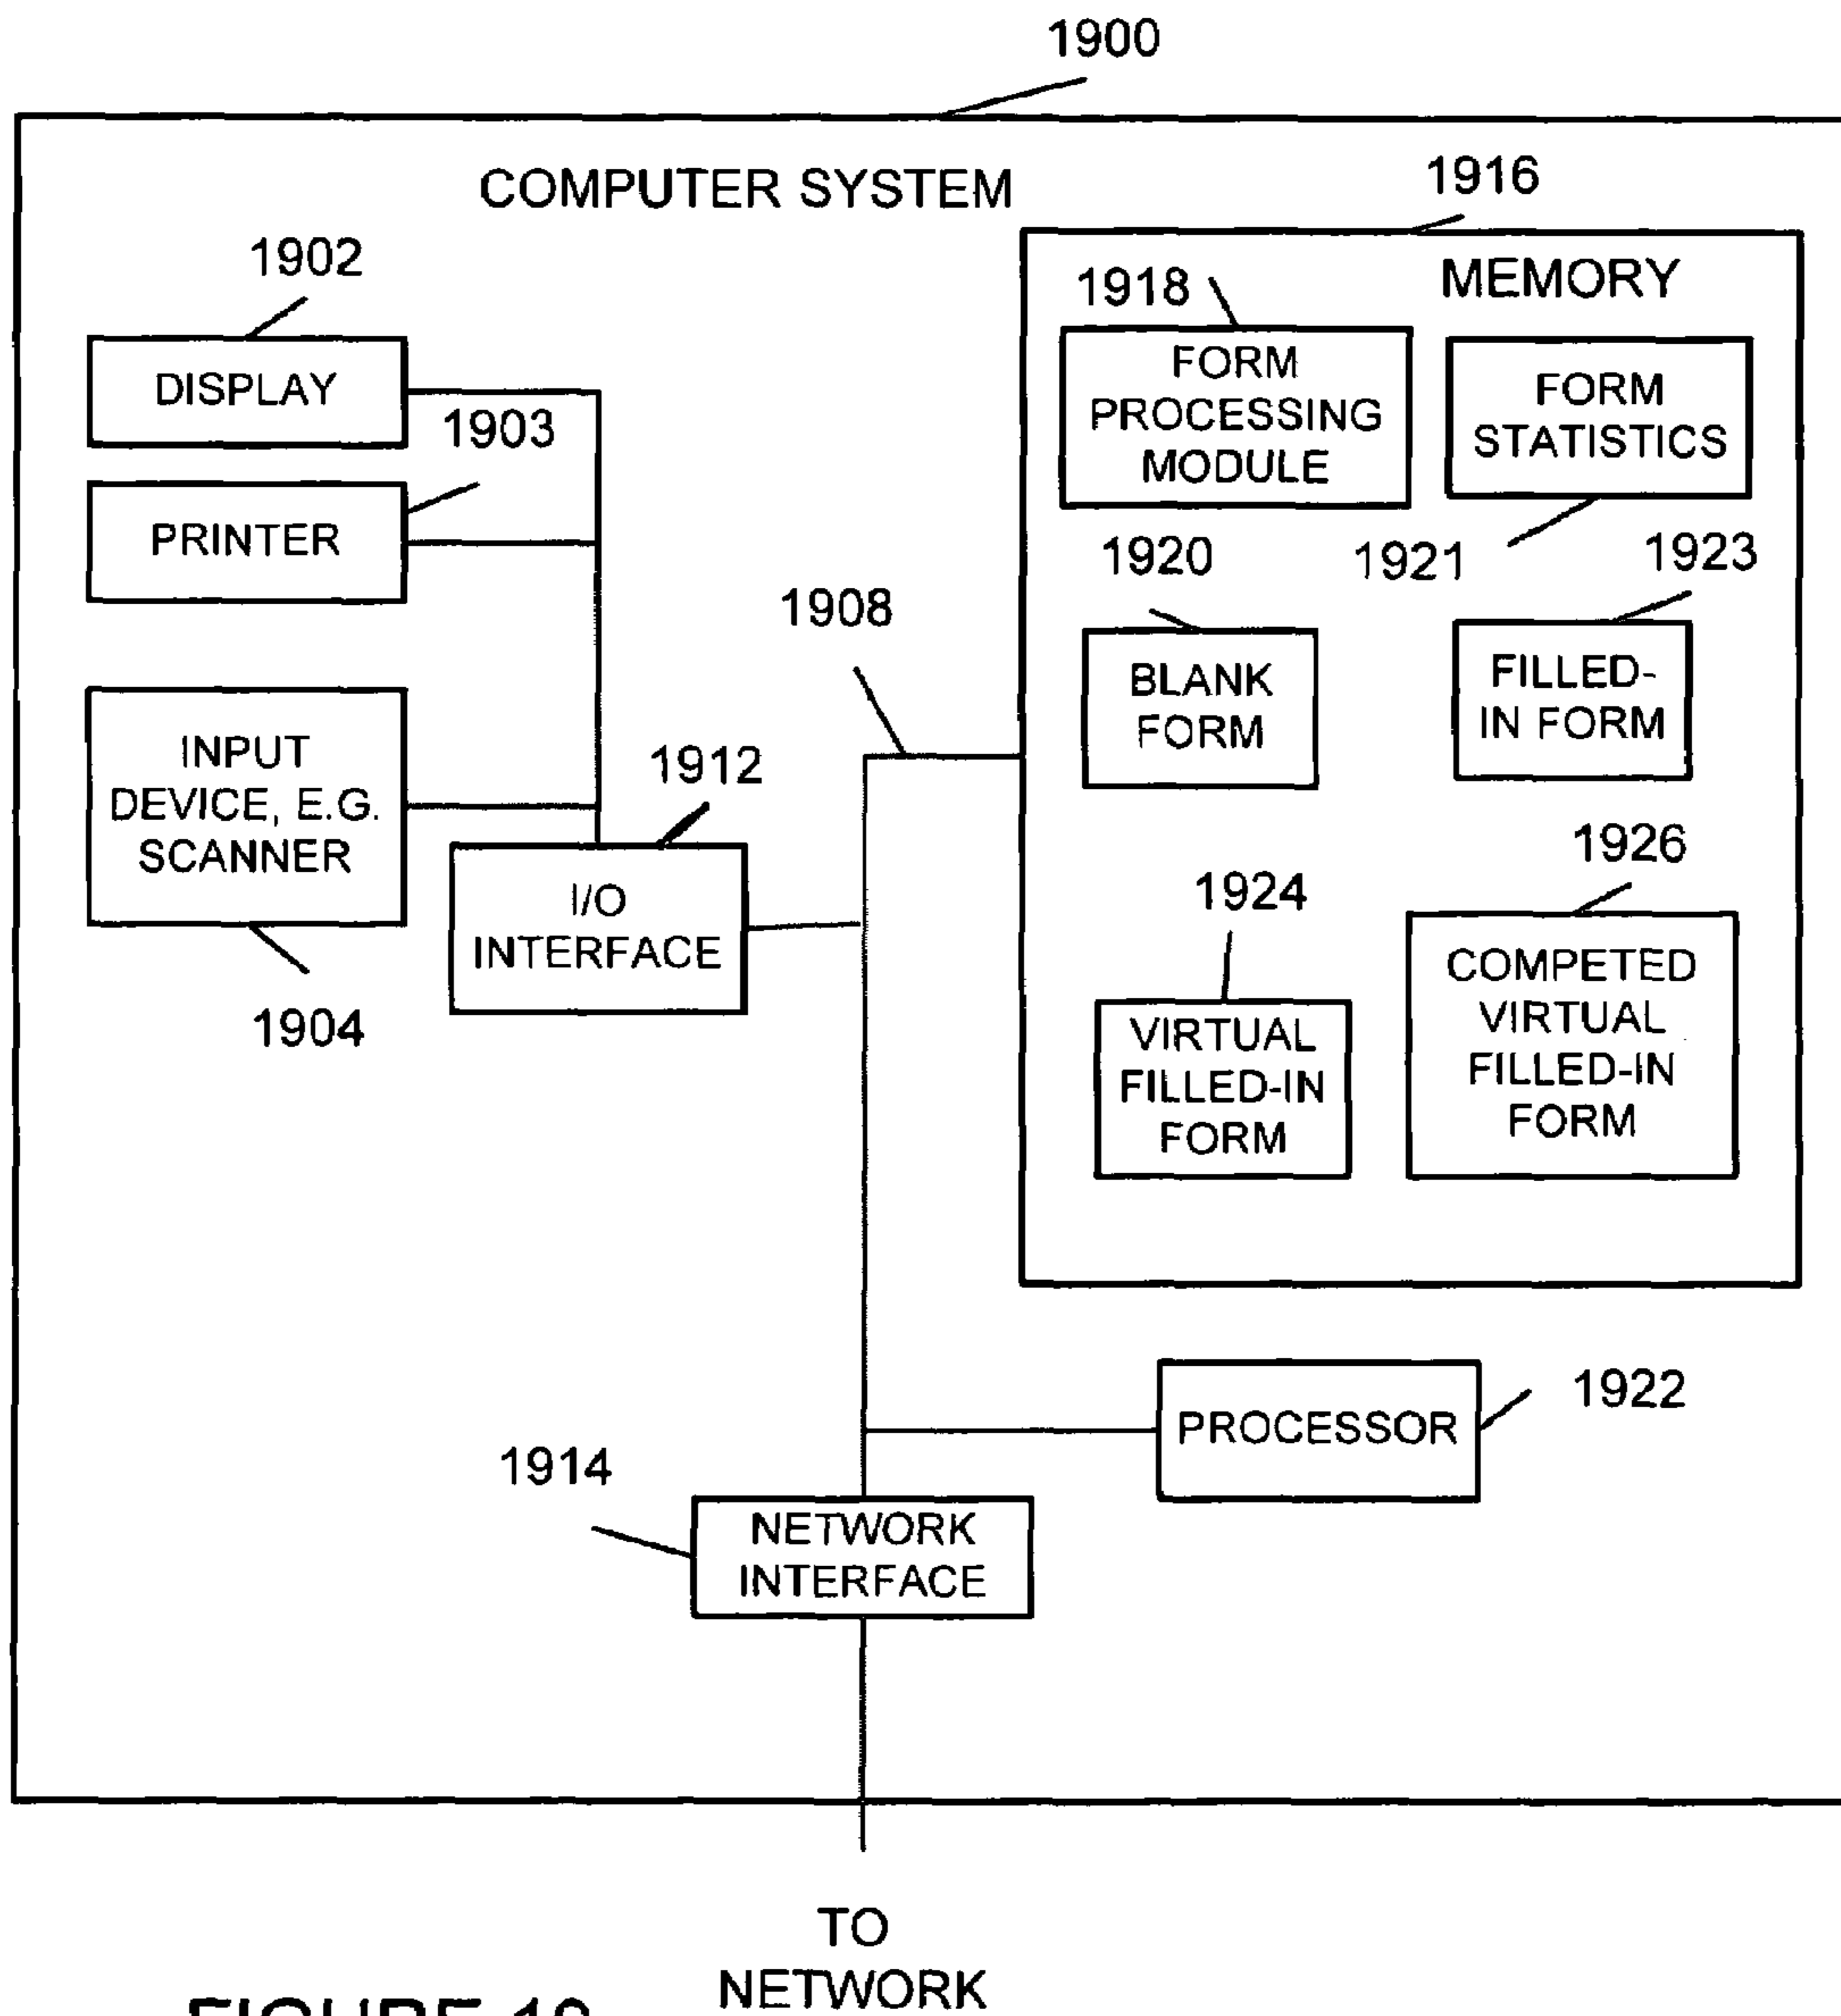 1900
COMPUTER SYSTEM
1916
MEMORY
1902
DISPLAY
1903
PRINTER
INPUT
DEVICE, E.G.
SCANNER
1904
1912
I/O
INTERFACE
1908
1918
FORM
PROCESSING
MODULE
FORM
STATISTICS
1921
1920
BLANK
FORM
1923
FILLED-
IN FORM
1924
VIRTUAL
FILLED-IN
FORM
1926
COMPETED
VIRTUAL
FILLED-IN
FORM
PROCESSOR
1922
1914
NETWORK
INTERFACE
TO
NETWORK
FIGURE